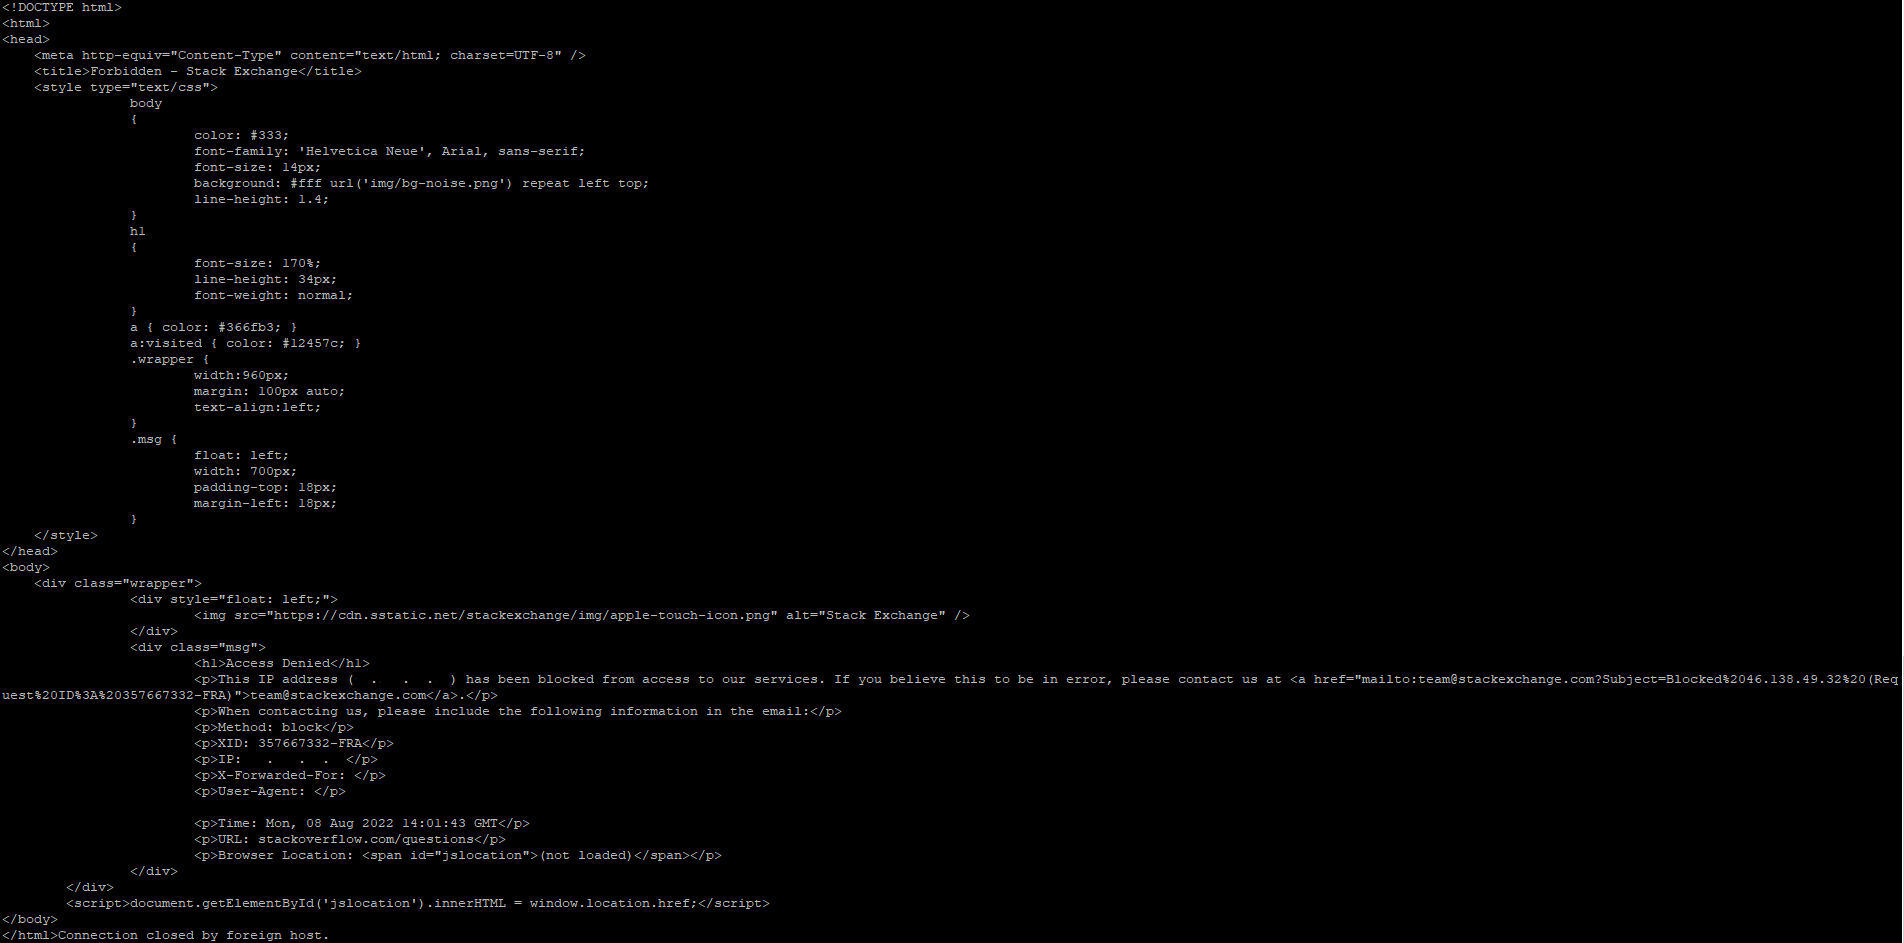 <!DOCTYPE html>
<html>
<head>
    <meta http-equiv="Content-Type" content="text/html; charset=UTF-8" />
    <title>Forbidden - Stack Exchange</title>
    <style type="text/css">
                body
                {
                        color: #333;
                        font-family: 'Helvetica Neue', Arial, sans-serif;
                        font-size: 14px;
                        background: #fff url('img/bg-noise.png') repeat left top;
                        line-height: 1.4;
                }
                h1
                {
                        font-size: 170%;
                        line-height: 34px;
                        font-weight: normal;
                }
                a { color: #366fb3; }
                a:visited { color: #12457c; }
                .wrapper {
                        width:960px;
                        margin: 100px auto;
                        text-align:left;
                }
                .msg {
                        float: left;
                        width: 700px;
                        padding-top: 18px;
                        margin-left: 18px;
                }
    </style>
</head>
<body>
    <div class="wrapper">
                <div style="float: left;">
                        <img src="https://cdn.sstatic.net/stackexchange/img/apple-touch-icon.png" alt="Stack Exchange" />
                </div>
                <div class="msg">
                        <h1>Access Denied</h1>
                        <p>This IP address (  .   .  .  ) has been blocked from access to our services. If you believe this to be in error, please contact us at <a href="mailto:team@stackexchange.com?Subject=Blocked%2046.138.49.32%20(Req
uest%20ID%3A%20357667332-FRA)">team@stackexchange.com</a>.</p>
                        <p>When contacting us, please include the following information in the email:</p>
                        <p>Method: block</p>
                        <p>XID: 357667332-FRA</p>
                        <p>IP:   .   .  .  </p>
                        <p>X-Forwarded-For: </p>
                        <p>User-Agent: </p>

                        <p>Time: Mon, 08 Aug 2022 14:01:43 GMT</p>
                        <p>URL: stackoverflow.com/questions</p>
                        <p>Browser Location: <span id="jslocation">(not loaded)</span></p>
                </div>
        </div>
        <script>document.getElementById('jslocation').innerHTML = window.location.href;</script>
</body>
</html>Connection closed by foreign host.